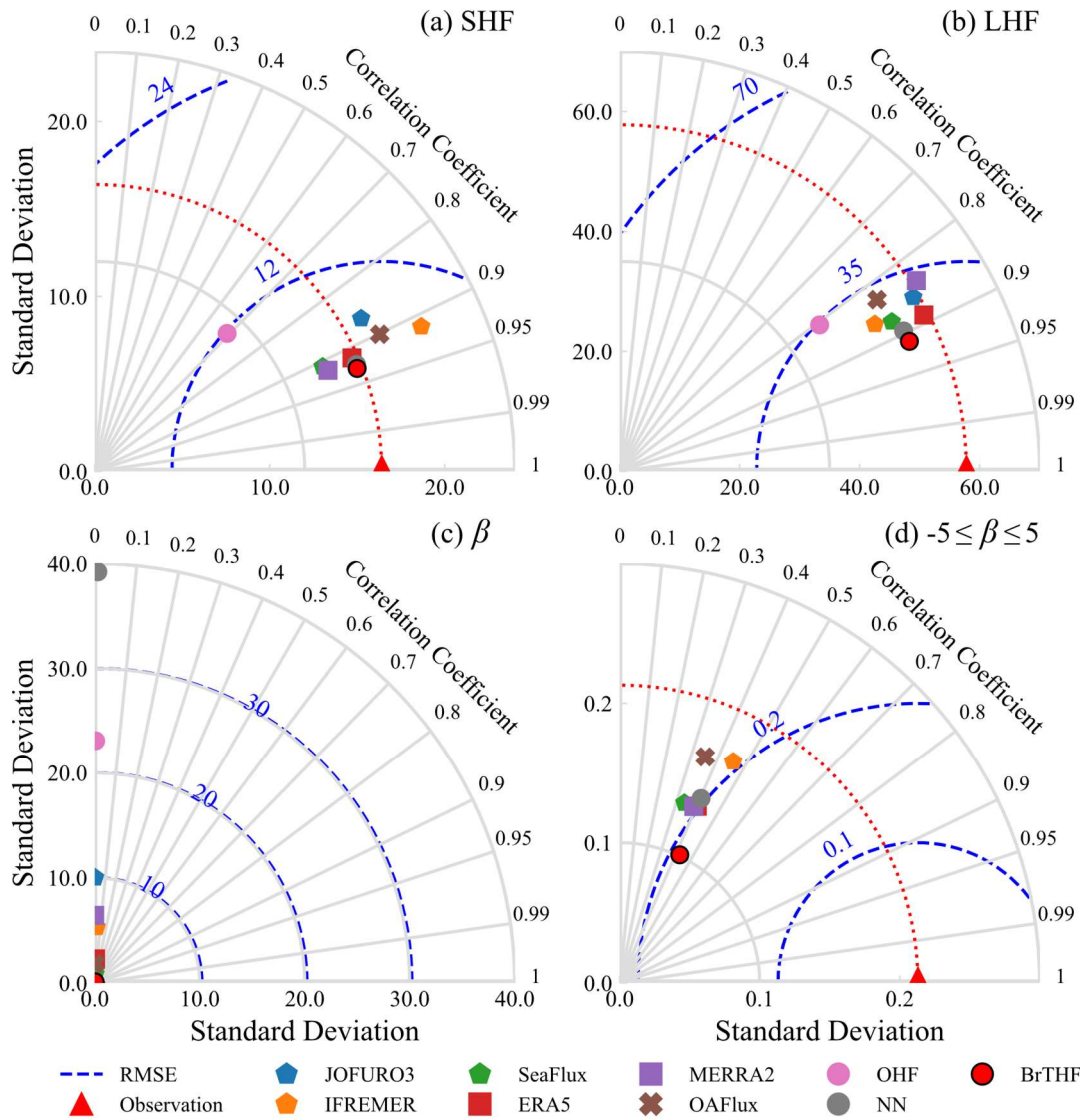 (a) SHF
(b) LHF
0 0.1 0.2 0.3 0.4 0.5 0.6 0.7 0.8 0.9 0.95 0.99 1
Correlation Coefficient
Standard Deviation
20.0
10.0
0.0
0.0 10.0 20.0
24
12
0 0.1 0.2 0.3 0.4 0.5 0.6 0.7 0.8 0.9 0.95 0.99 1
Correlation Coefficient
60.0
40.0
20.0
0.0
0.0 20.0 40.0 60.0
70
35
(c) β
(d) -5 ≤ β ≤ 5
0 0.1 0.2 0.3 0.4 0.5 0.6 0.7 0.8 0.9 0.95 0.99 1
Correlation Coefficient
Standard Deviation
40.0
30.0
20.0
10.0
0.0
0.0 10.0 20.0 30.0 40.0
30
20
10
Standard Deviation
0 0.1 0.2 0.3 0.4 0.5 0.6 0.7 0.8 0.9 0.95 0.99 1
Correlation Coefficient
0.2
0.1
0.0
0.0 0.1 0.2
0.2
0.1
Standard Deviation
RMSE JOFURO3 SeaFlux MERRA2 OHF BrTHF
Observation IFREMER ERA5 OAFlux NN